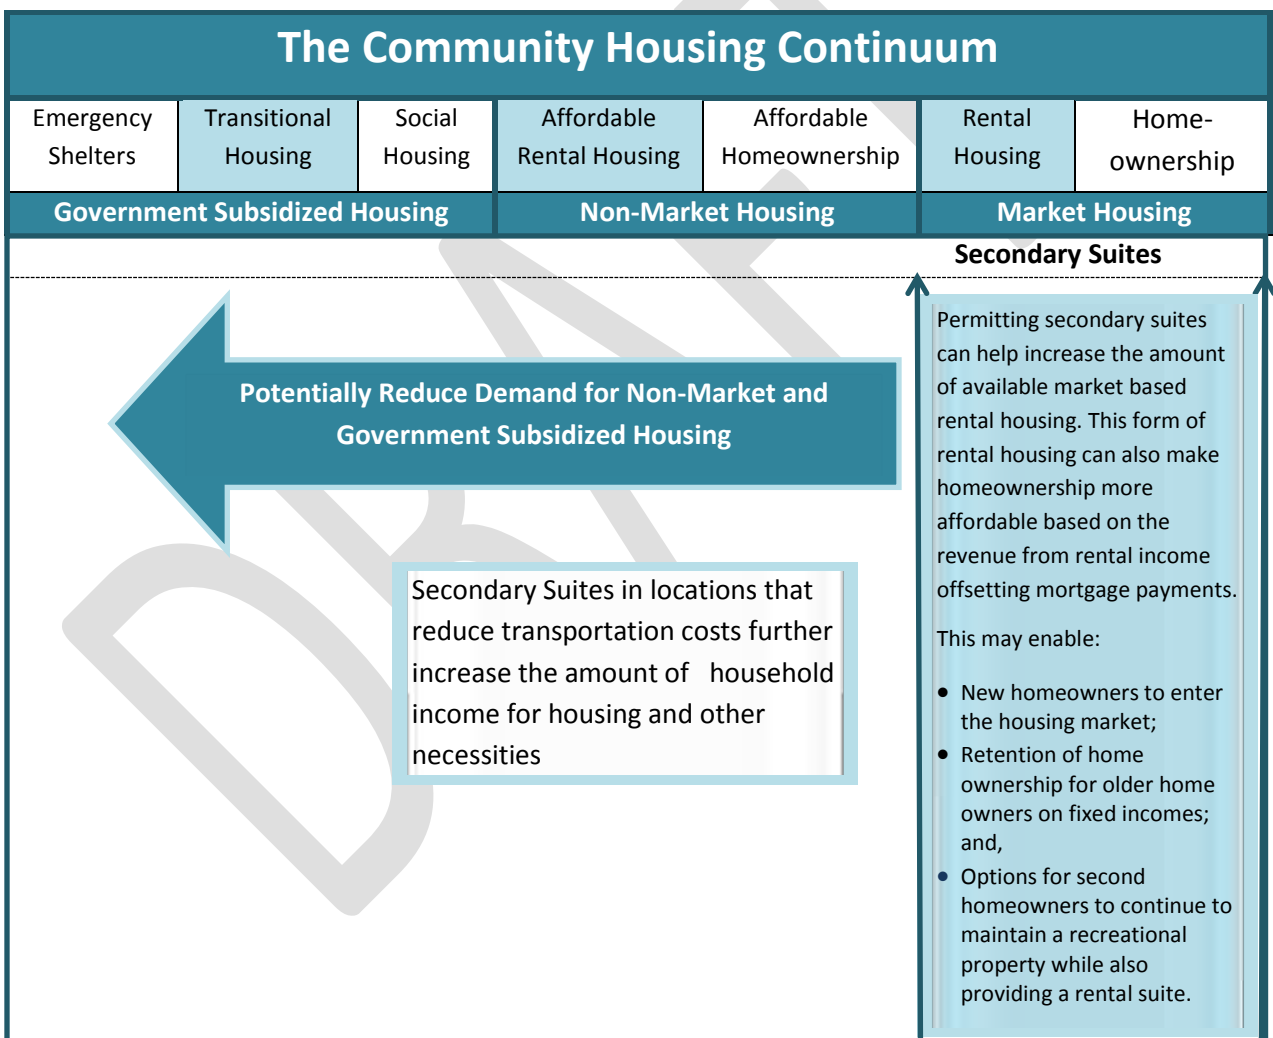 The Community Housing Continuum
Emergency
Shelters
Transitional
Housing
Social
Housing
Affordable
Rental Housing
Affordable
Homeownership
Rental
Housing
Home-
ownership
Government Subsidized Housing
Non-Market Housing
Market Housing
Secondary Suites
Potentially Reduce Demand for Non-Market and
Government Subsidized Housing
Secondary Suites in locations that
reduce transportation costs further
increase the amount of household
income for housing and other
necessities
Permitting secondary suites
can help increase the amount
of available market based
rental housing. This form of
rental housing can also make
homeownership more
affordable based on the
revenue from rental income
offsetting mortgage payments.
This may enable:
• New homeowners to enter
the housing market;
• Retention of home
ownership for older home
owners on fixed incomes;
and,
• Options for second
homeowners to continue to
maintain a recreational
property while also
providing a rental suite.
DRAFT